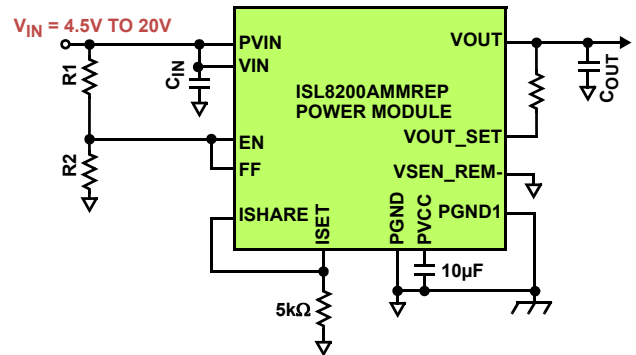 VIN = 4.5V TO 20V
PVIN
VIN
VOUT
R1
CIN
COUT
ISL8200AMMREP
POWER MODULE
VOUT_SET
EN
FF
R2
VSEN_REM-
ISHARE
ISET
PGND
PVCC
PGND1
10µF
5kΩ